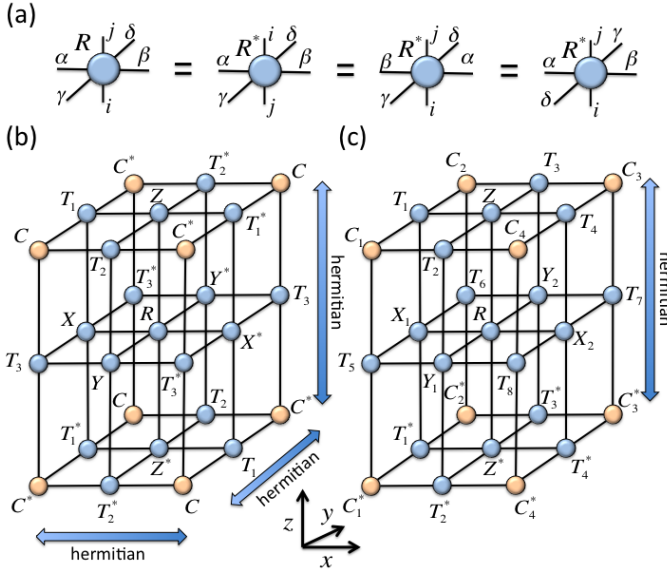 (a)
R j δ α β γ i = R* i δ α β γ j = R* j δ β α γ i = R* j γ α β δ i
(b) (c)
C* T₂* C C₂ T₃ C₃
T₁ Z T₁* T₁ Z T₄
C T₂ C* C₁ T₂ C₄
T₃* Y* T₃ T₆ Y₂ T₇
X R X* X₁ R X₂
T₃ Y T₃* T₅ Y₁ T₈
C T₂ C* C₂* T₃* C₃*
T₁* Z* T₁ T₁* Z* T₄*
C* T₂* C C₁* T₂* C₄*
hermitian
hermitian
hermitian
hermitian
z y x